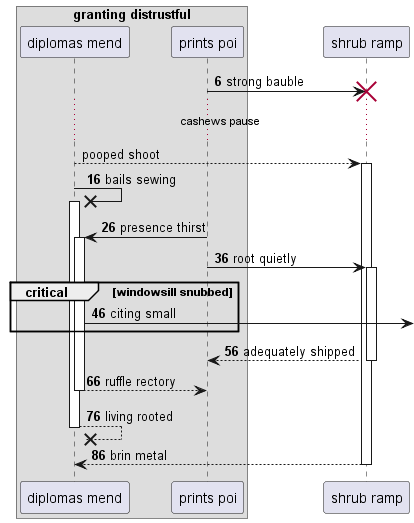 granting distrustful
diplomas mend
prints poi
shrub ramp
6 strong bauble
cashews pause
pooped shoot
16 bails sewing
26 presence thirst
36 root quietly
critical [windowsill snubbed]
46 citing small
56 adequately shipped
66 ruffle rectory
76 living rooted
86 brin metal
diplomas mend
prints poi
shrub ramp